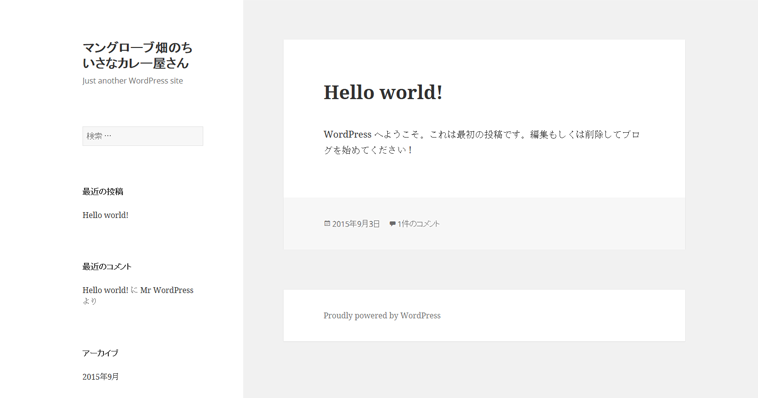 マングローブ畑のち
いさなカレー屋さん
Just another WordPress site
検索 …
最近の投稿
Hello world!
最近のコメント
Hello world! に Mr WordPress
より
アーカイブ
2015年9月
Hello world!
WordPress へようこそ。これは最初の投稿です。編集もしくは削除してブロ
グを始めてください !
2015年9月3日 1件のコメント
Proudly powered by WordPress